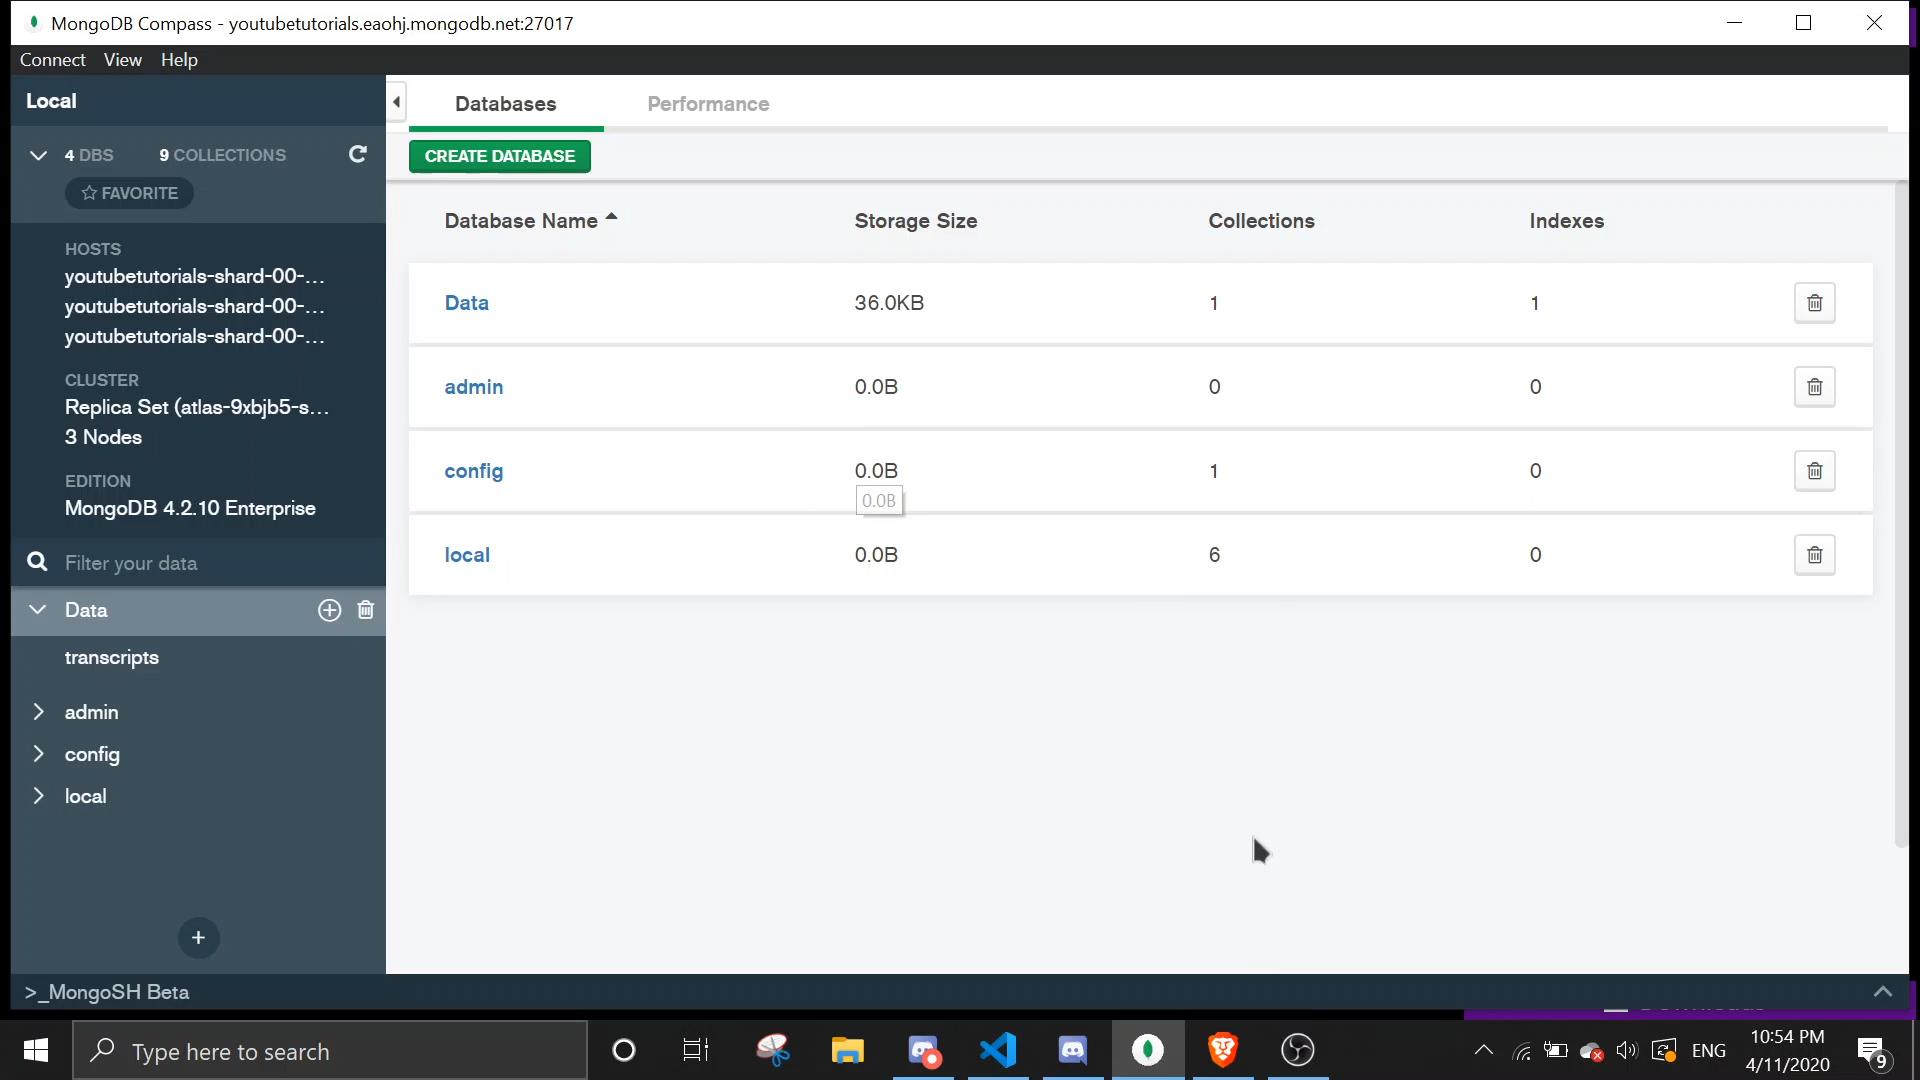 MongoDB Compass - youtubetutorials.eaohj.mongodb.net:27017
Connect View Help
Local
4 DBS 9 COLLECTIONS
FAVORITE
HOSTS
youtubetutorials-shard-00-...
youtubetutorials-shard-00-...
youtubetutorials-shard-00-...
CLUSTER
Replica Set (atlas-9xbjb5-s...
3 Nodes
EDITION
MongoDB 4.2.10 Enterprise
Filter your data
Data
transcripts
admin
config
local
+
Databases Performance
CREATE DATABASE
Database Name Storage Size Collections Indexes
Data 36.0KB 1 1
admin 0.0B 0 0
config 0.0B 1 0
0.0B
local 0.0B 6 0
>_MongoSH Beta
Type here to search
ENG
10:54 PM
4/11/2020
9